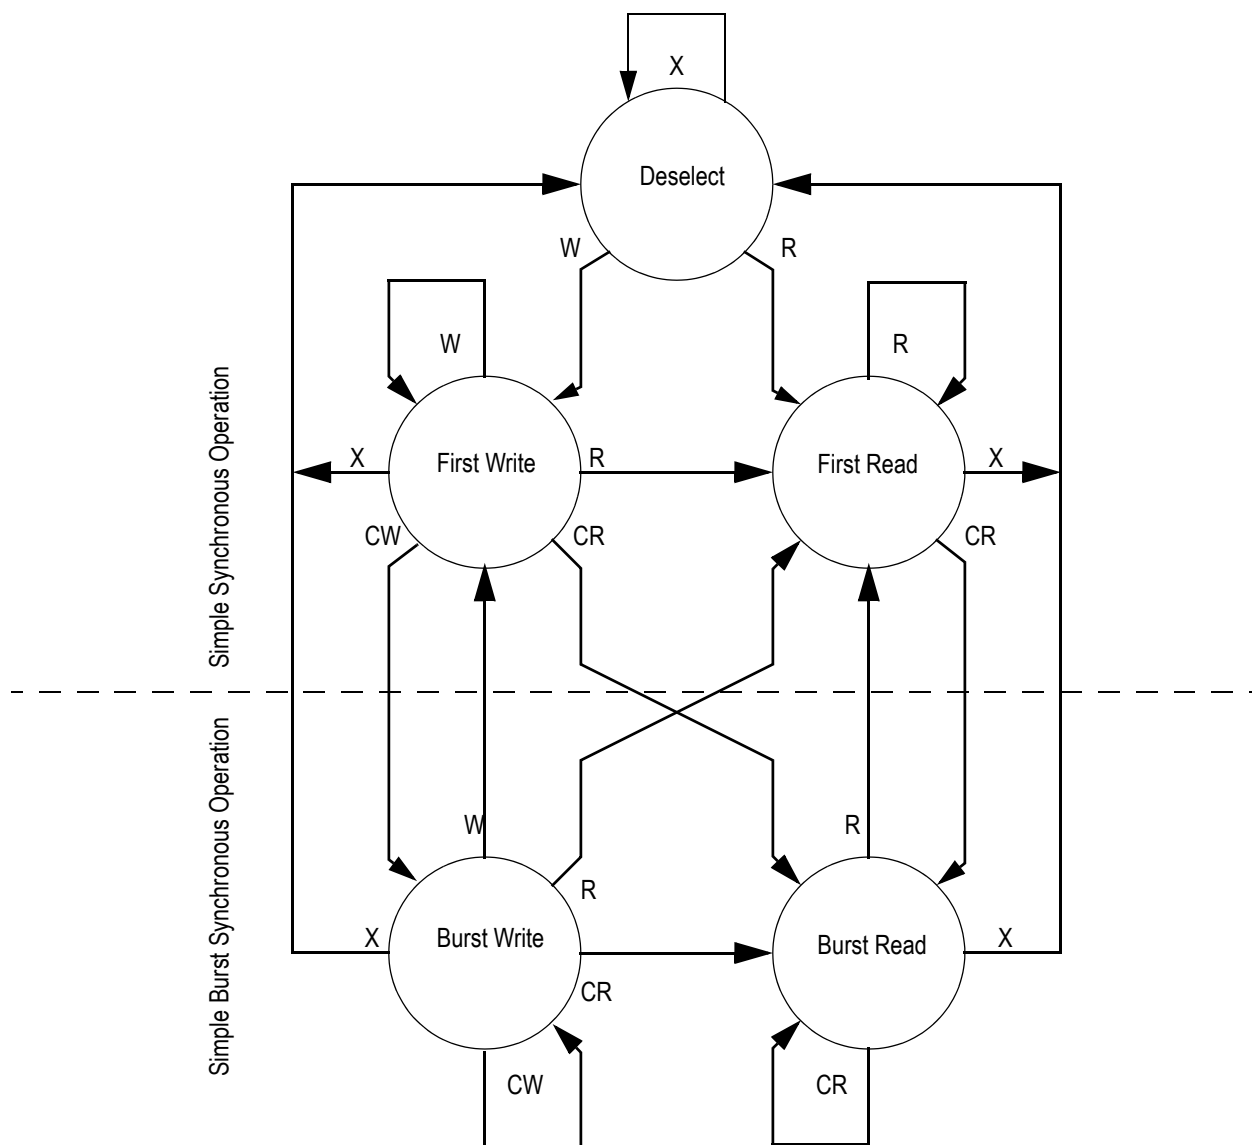 X
Deselect
W
R
W
R
Simple Synchronous Operation
X
First Write
R
First Read
X
CW
CR
CR
Simple Burst Synchronous Operation
W
R
R
X
Burst Write
Burst Read
X
CR
CW
CR